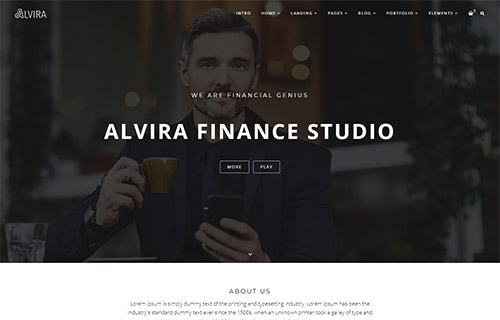 ALVIRA
INTRO HOME LANDING PAGES BLOG PORTFOLIO ELEMENTS
WE ARE FINANCIAL GENIUS
ALVIRA FINANCE STUDIO
MORE PLAY
ABOUT US
Lorem Ipsum is simply dummy text of the printing and typesetting industry. Lorem Ipsum has been the industry's
standard dummy text ever since the 1500s, when an unknown printer took a galley of type and